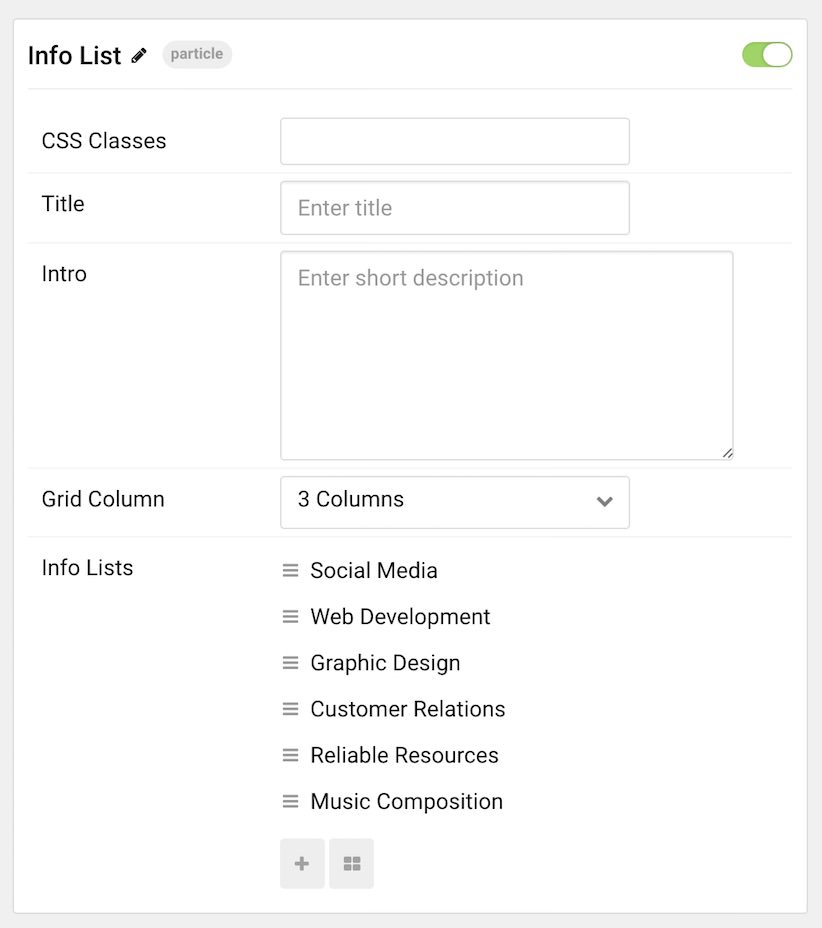 Info List particle
CSS Classes
Title Enter title
Intro Enter short description
Grid Column 3 Columns
Info Lists Social Media
Web Development
Graphic Design
Customer Relations
Reliable Resources
Music Composition